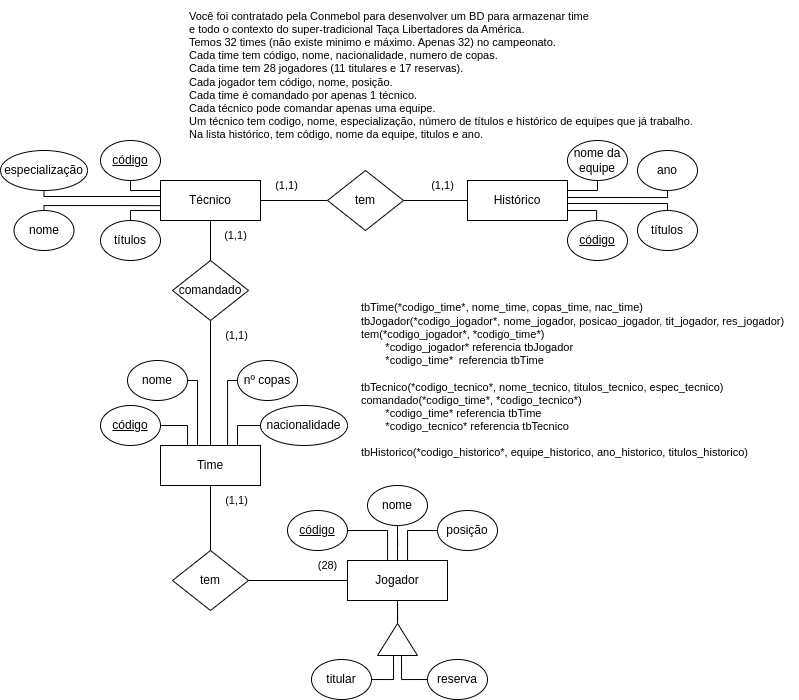 Você foi contratado pela Conmebol para desenvolver um BD para armazenar time
e todo o contexto do super-tradicional Taça Libertadores da América.
Temos 32 times (não existe minimo e máximo. Apenas 32) no campeonato.
Cada time tem código, nome, nacionalidade, numero de copas.
Cada time tem 28 jogadores (11 titulares e 17 reservas).
Cada jogador tem código, nome, posição.
Cada time é comandado por apenas 1 técnico.
Cada técnico pode comandar apenas uma equipe.
Um técnico tem codigo, nome, especialização, número de títulos e histórico de equipes que já trabalho.
Na lista histórico, tem código, nome da equipe, titulos e ano.
especialização
código
nome da
equipe
ano
Técnico
(1,1)
tem
(1,1)
Histórico
nome
títulos
código
títulos
(1,1)
comandado
(1,1)
tbTime(*codigo_time*, nome_time, copas_time, nac_time)
tbJogador(*codigo_jogador*, nome_jogador, posicao_jogador, tit_jogador, res_jogador)
tem(*codigo_jogador*, *codigo_time*)
*codigo_jogador* referencia tbJogador
*codigo_time* referencia tbTime
tbTecnico(*codigo_tecnico*, nome_tecnico, titulos_tecnico, espec_tecnico)
comandado(*codigo_time*, *codigo_tecnico*)
*codigo_time* referencia tbTime
*codigo_tecnico* referencia tbTecnico
tbHistorico(*codigo_historico*, equipe_historico, ano_historico, titulos_historico)
nome
nº copas
código
nacionalidade
Time
(1,1)
nome
código
posição
(28)
tem
Jogador
titular
reserva